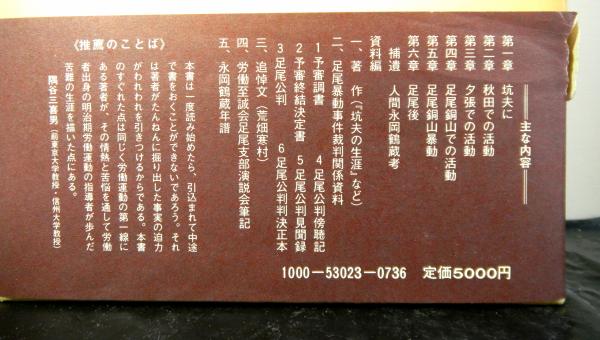 ━━主な内容━━
第一章 坑夫に
第二章 秋田での活動
第三章 夕張での活動
第四章 足尾銅山での活動
第五章 足尾銅山暴動
第六章 足尾後
補遺 人間永岡鶴蔵考
資料編
一、著 作(『坑夫の生涯』など)
二、足尾暴動事件裁判関係資料
1 予審調書 4 足尾公判傍聴記
2 予審終結決定書 5 足尾公判見聞録
3 足尾公判 6 足尾公判判決正本
三、追悼文(荒畑寒村)
四、労働至誠会足尾支部演説会筆記
五、永岡鶴蔵年譜
《推薦のことば》
本書は一度読み始めたら、引込まれて中途
で書をおくことができないであろう。それ
は著者がたんねんに掘り出した事実の迫力
がわれわれを引きつけるからである。本書
のすぐれた点は同じく労働運動の第一線に
ある著者が、その情熱と苦悩を通して労働
者出身の明治期労働運動の指導者が歩んだ
苦難の生涯を描いた点にある。
隅谷三喜男(前東京大学教授・信州大学教授)
1000-53023-0736 定価5000円